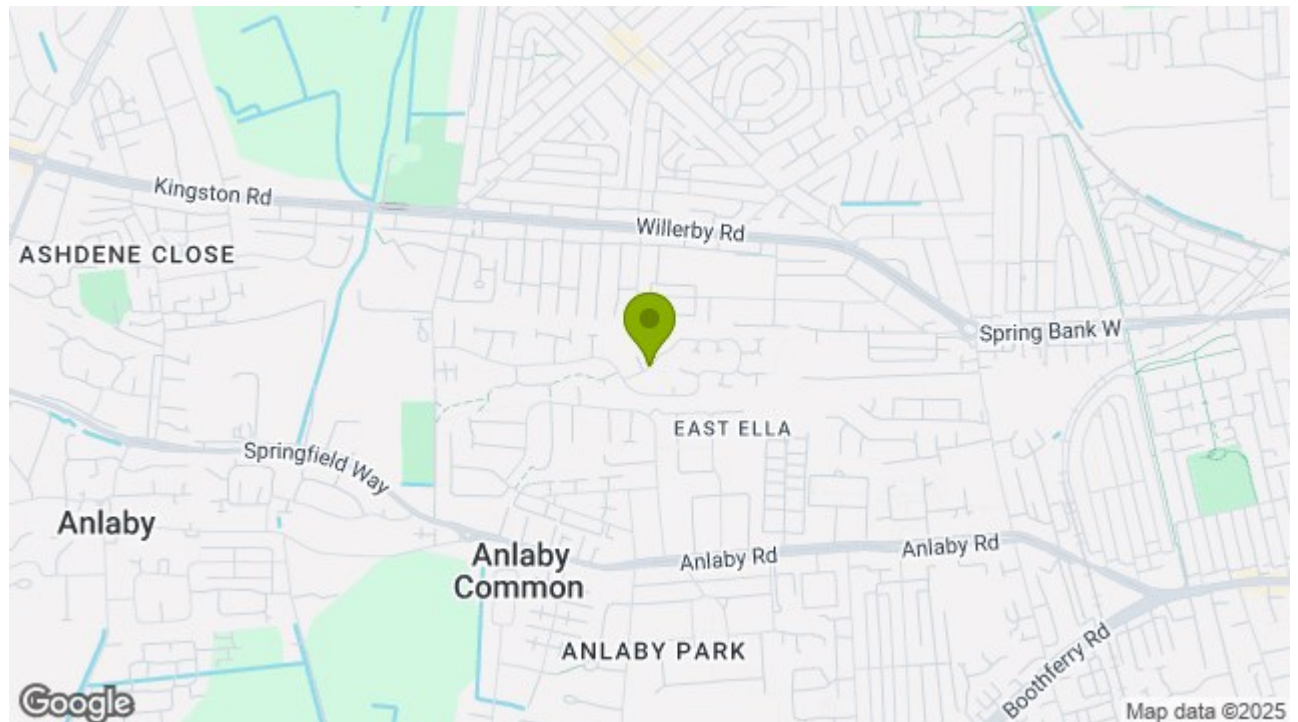 Kingston Rd
Willerby Rd
ASHDENE CLOSE
Spring Bank W
EAST ELLA
Springfield Way
Anlaby
Anlaby
Common
Anlaby Rd
Anlaby Rd
ANLABY PARK
Boothferry Rd
Google
Map data ©2025